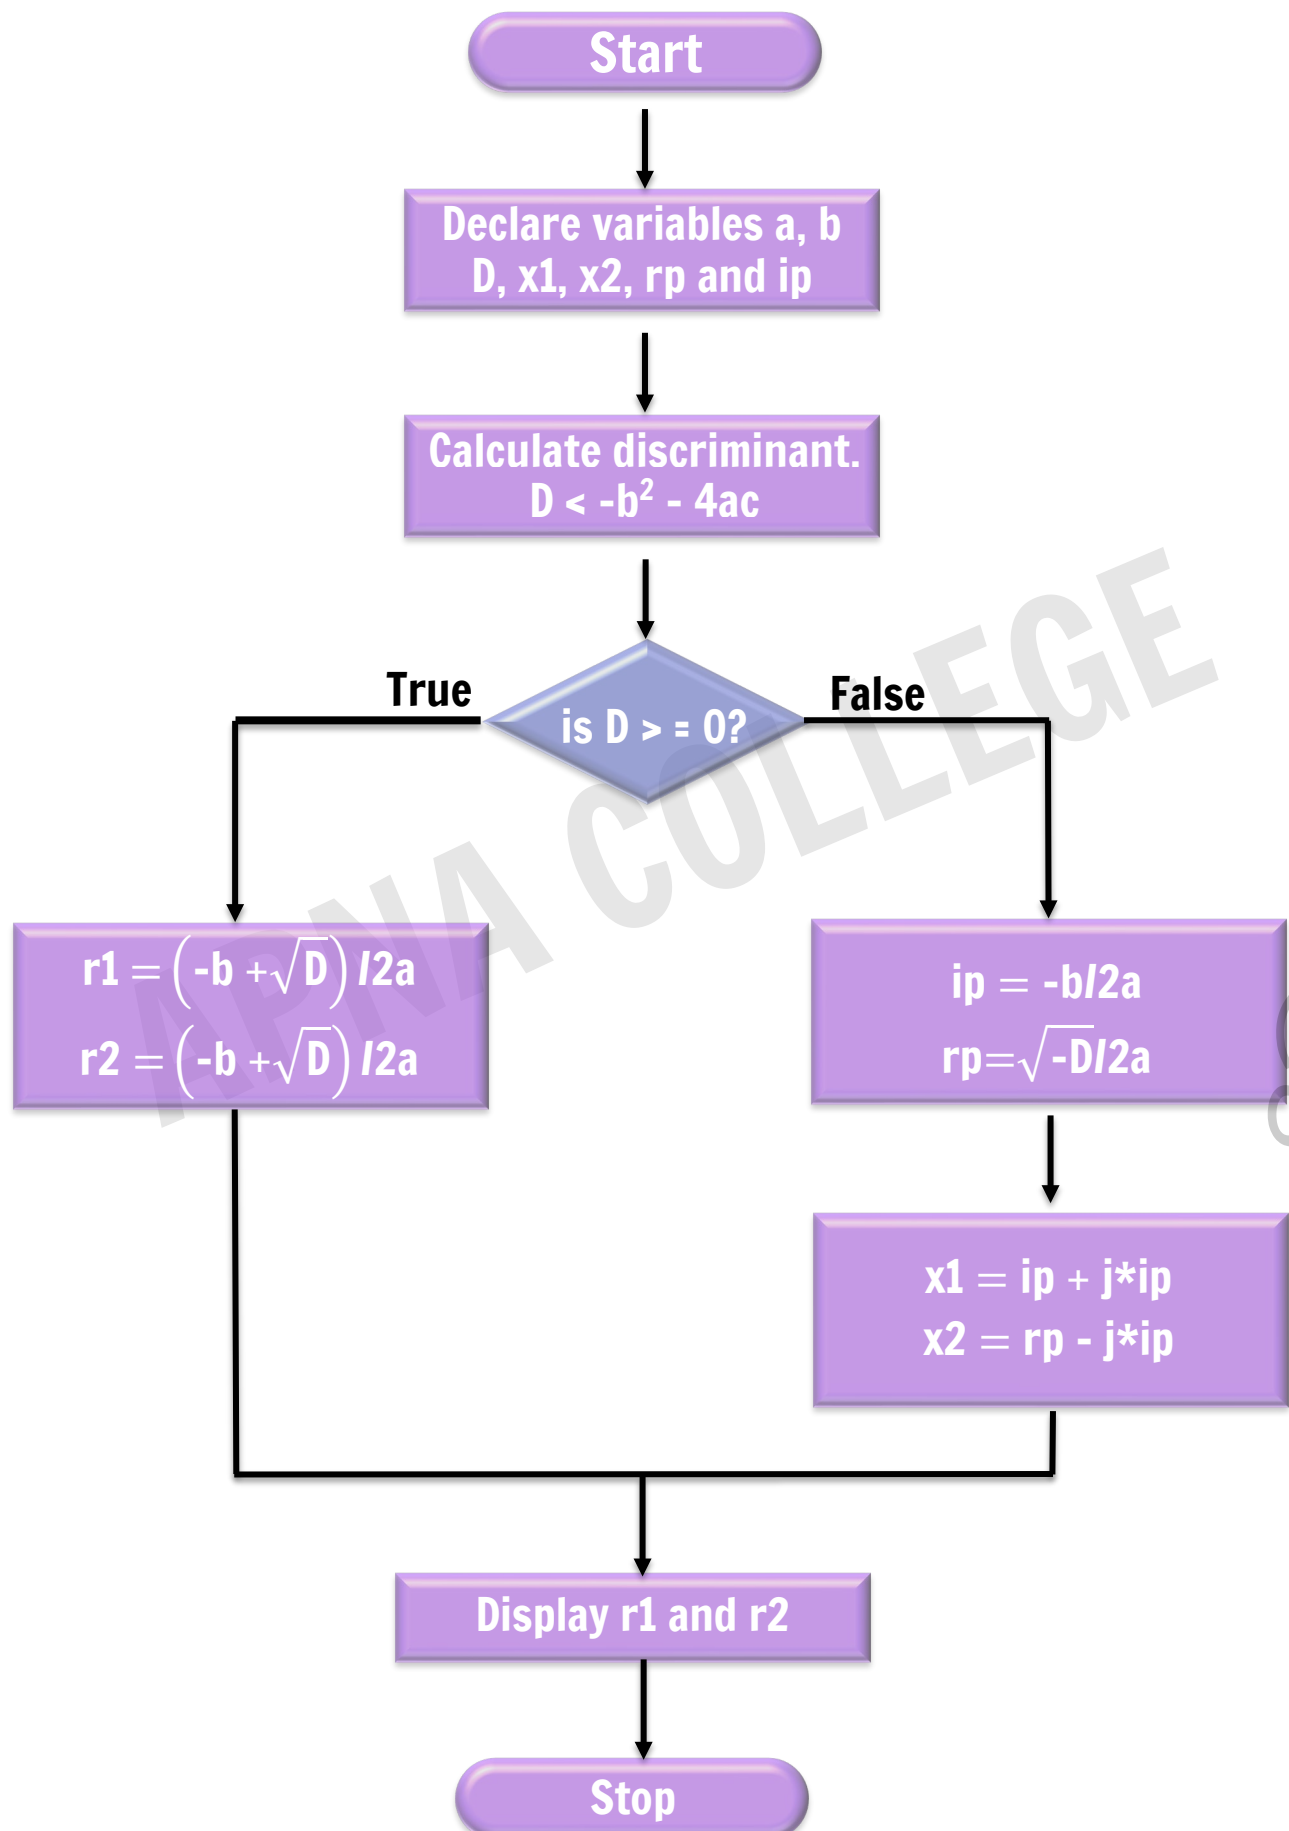 Start
Declare variables a, b
D, x1, x2, rp and ip
Calculate discriminant.
D < -b² - 4ac
True
is D > = 0?
False
r1 = (-b +√D) /2a
r2 = (-b +√D) /2a
ip = -b/2a
rp=√-D/2a
x1 = ip + j*ip
x2 = rp - j*ip
Display r1 and r2
Stop
APNA COLLEGE